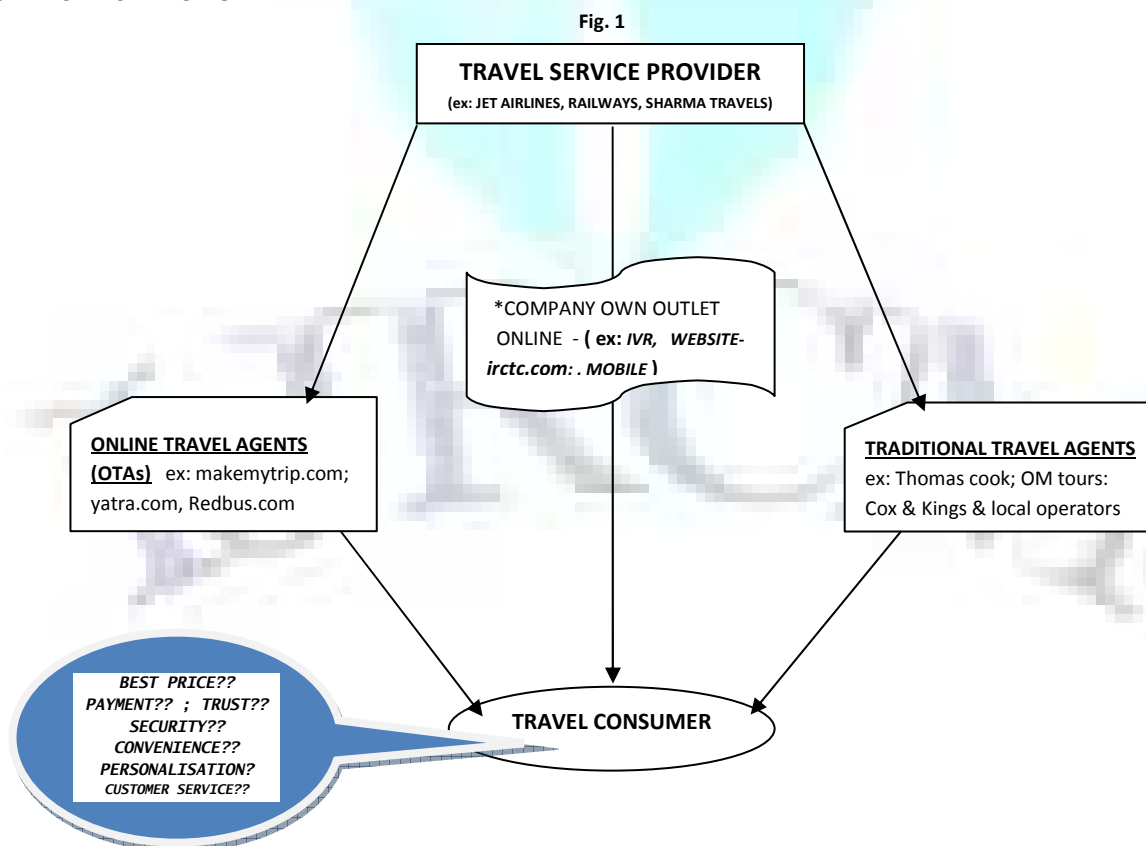 Fig. 1
TRAVEL SERVICE PROVIDER
(ex: JET AIRLINES, RAILWAYS, SHARMA TRAVELS)
*COMPANY OWN OUTLET
ONLINE - ( ex: IVR, WEBSITE-
irctc.com: . MOBILE )
ONLINE TRAVEL AGENTS
(OTAs) ex: makemytrip.com;
yatra.com, Redbus.com
TRADITIONAL TRAVEL AGENTS
ex: Thomas cook; OM tours:
Cox & Kings & local operators
BEST PRICE??
PAYMENT?? ; TRUST??
SECURITY??
CONVENIENCE??
PERSONALISATION?
CUSTOMER SERVICE??
TRAVEL CONSUMER